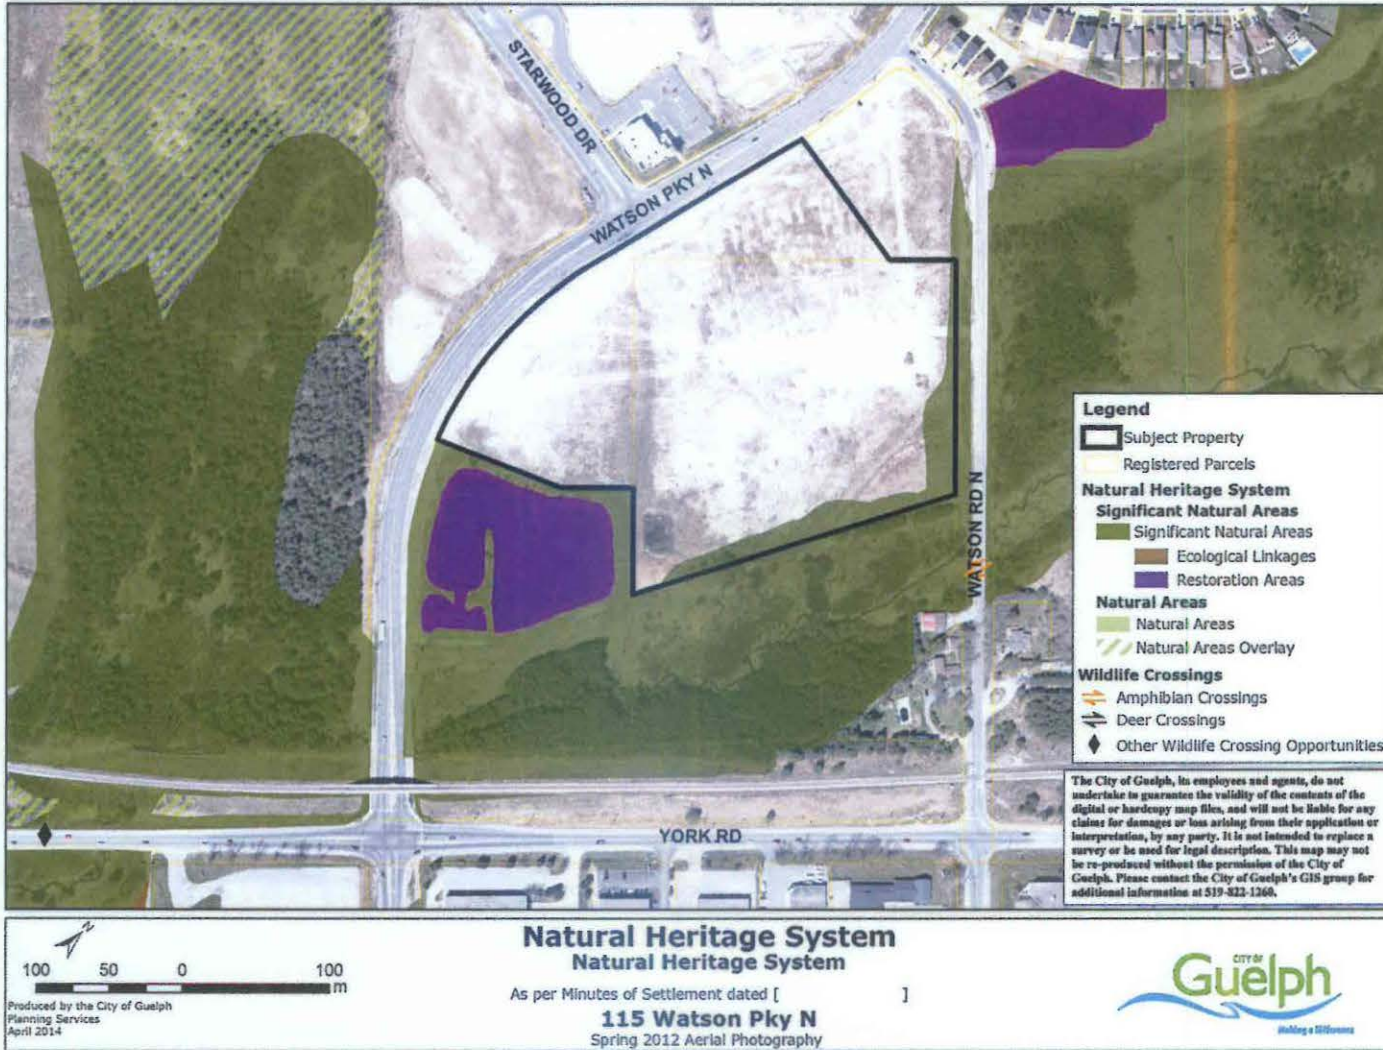 STARWOOD DR
WATSON PKY N
WATSON RD N
YORK RD
Legend
Subject Property
Registered Parcels
Natural Heritage System
Significant Natural Areas
Significant Natural Areas
Ecological Linkages
Restoration Areas
Natural Areas
Natural Areas
Natural Areas Overlay
Wildlife Crossings
Amphibian Crossings
Deer Crossings
Other Wildlife Crossing Opportunities
The City of Guelph, its employees and agents, do not
undertake to guarantee the validity of the contents of the
digital or hardcopy map files, and will not be liable for any
claims for damages or loss arising from their application or
interpretation, by any party. It is not intended to replace a
survey or be used for legal description. This map may not
be re-produced without the permission of the City of
Guelph. Please contact the City of Guelph's GIS group for
additional information at 519-822-1260.
Z
100 50 0 100
m
Produced by the City of Guelph
Planning Services
April 2014
Natural Heritage System
Natural Heritage System
As per Minutes of Settlement dated [ ]
115 Watson Pky N
Spring 2012 Aerial Photography
CITY OF
Guelph
Making a Difference